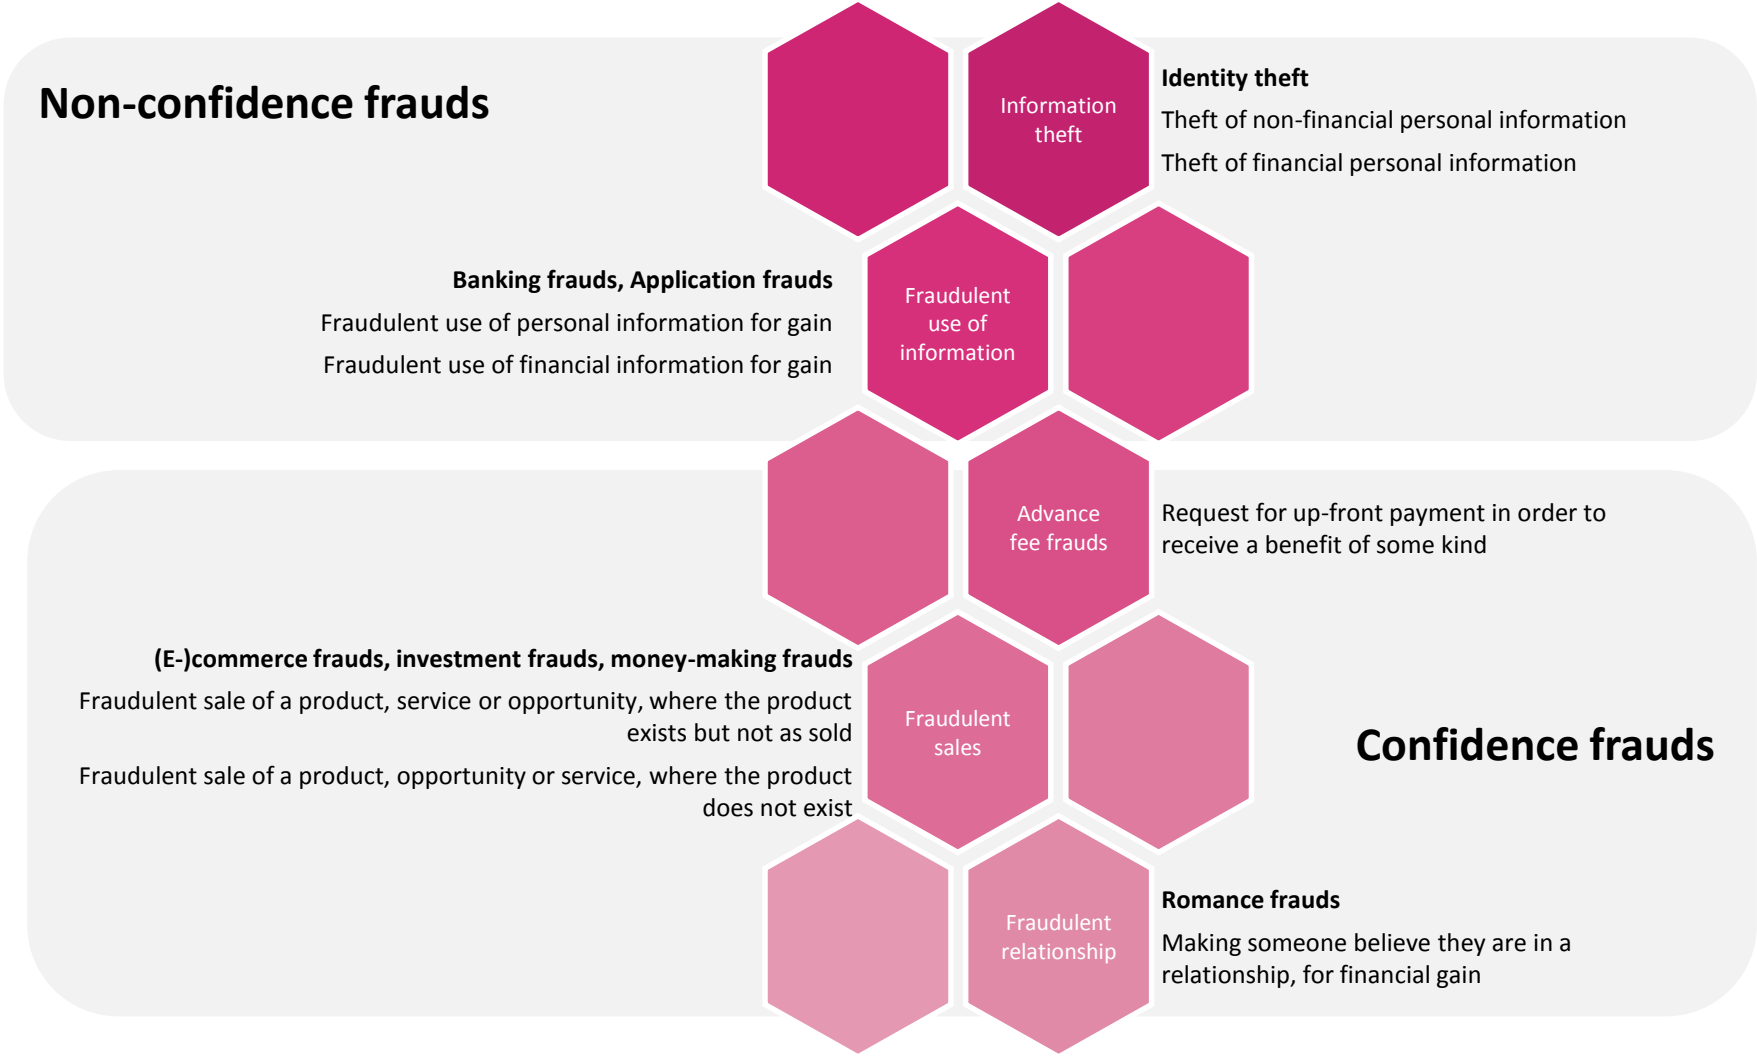 Non-confidence frauds
Information
theft
Identity theft
Theft of non-financial personal information
Theft of financial personal information
Banking frauds, Application frauds
Fraudulent use of personal information for gain
Fraudulent use of financial information for gain
Fraudulent
use of
information
Advance
fee frauds
Request for up-front payment in order to
receive a benefit of some kind
(E-)commerce frauds, investment frauds, money-making frauds
Fraudulent sale of a product, service or opportunity, where the product
exists but not as sold
Fraudulent sale of a product, opportunity or service, where the product
does not exist
Fraudulent
sales
Confidence frauds
Fraudulent
relationship
Romance frauds
Making someone believe they are in a
relationship, for financial gain